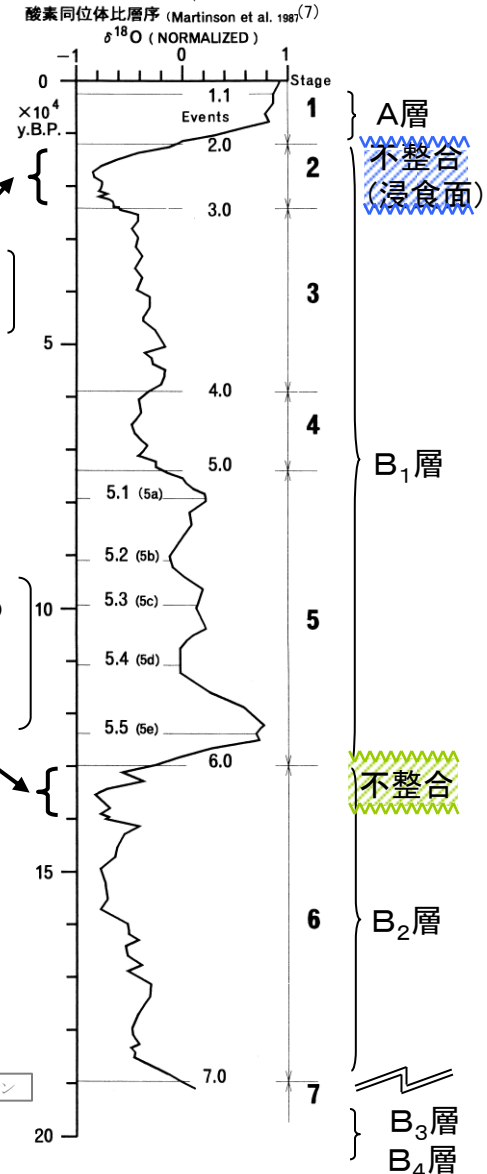 酸素同位体比層序 (Martinson et al. 1987(7)
δ18O ( NORMALIZED )
−1 0 1
0
×10⁴
y.B.P.
Stage
1.1
Events
1
A層
2.0
不整合
(浸食面)
2
3.0
3
5
4.0
4
5.0
B₁層
5.1 (5a)
5.2 (5b)
5.3 (5c)
10
5
5.4 (5d)
5.5 (5e)
6.0
不整合
15
6
B₂層
7.0
7
ン
B₃層
20
B₄層